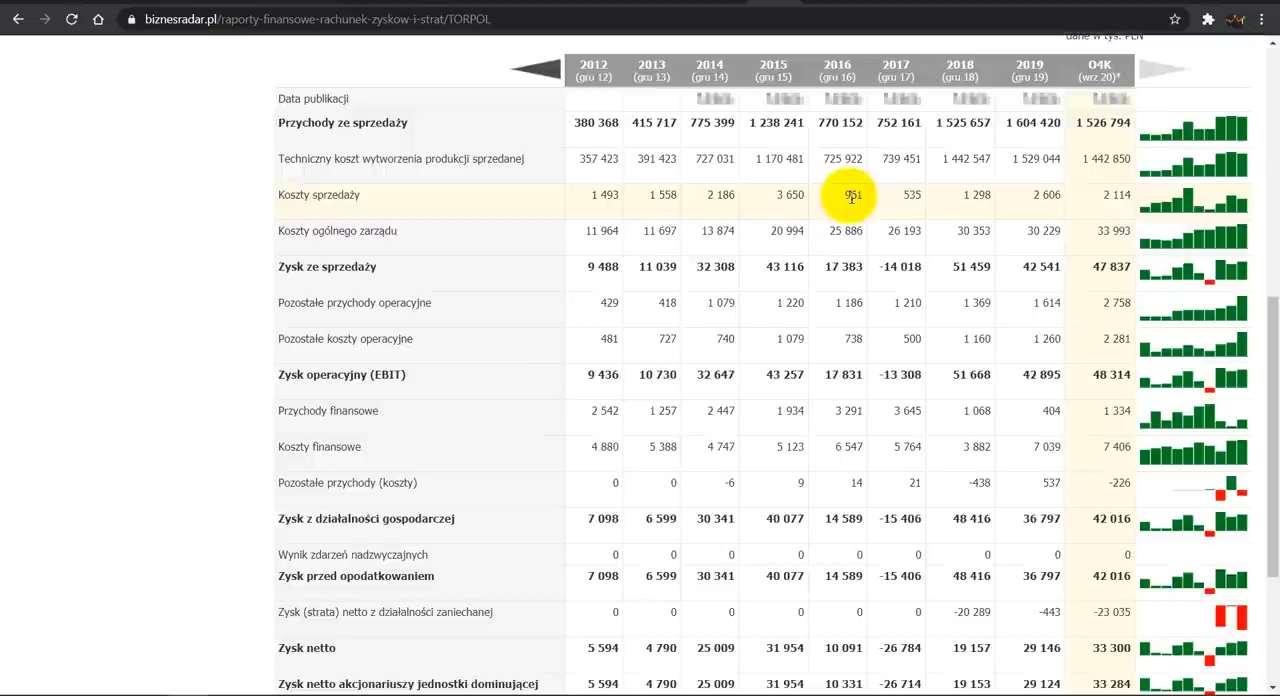 biznesradar.pl/raporty-finansowe-rachunek-zyskow-i-strat/TORPOL
dane w tys. PLN
2012 2013 2014 2015 2016 2017 2018 2019 O4K
(gru 12) (gru 13) (gru 14) (gru 15) (gru 16) (gru 17) (gru 18) (gru 19) (wrz 20)*
Data publikacji
Przychody ze sprzedaży 380 368 415 717 775 399 1 238 241 770 152 752 161 1 525 657 1 604 420 1 526 794
Techniczny koszt wytworzenia produkcji sprzedanej 357 423 391 423 727 031 1 170 481 725 922 739 451 1 442 547 1 529 044 1 442 850
Koszty sprzedaży 1 493 1 558 2 186 3 650 961 535 1 298 2 606 2 114
Koszty ogólnego zarządu 11 964 11 697 13 874 20 994 25 886 26 193 30 353 30 229 33 993
Zysk ze sprzedaży 9 488 11 039 32 308 43 116 17 383 -14 018 51 459 42 541 47 837
Pozostałe przychody operacyjne 429 418 1 079 1 220 1 186 1 210 1 369 1 614 2 758
Pozostałe koszty operacyjne 481 727 740 1 079 738 500 1 160 1 260 2 281
Zysk operacyjny (EBIT) 9 436 10 730 32 647 43 257 17 831 -13 308 51 668 42 895 48 314
Przychody finansowe 2 542 1 257 2 447 1 934 3 291 3 645 1 068 404 1 334
Koszty finansowe 4 880 5 388 4 747 5 123 6 547 5 764 3 882 7 039 7 406
Pozostałe przychody (koszty) 0 0 -6 9 14 21 -438 537 -226
Zysk z działalności gospodarczej 7 098 6 599 30 341 40 077 14 589 -15 406 48 416 36 797 42 016
Wynik zdarzeń nadzwyczajnych 0 0 0 0 0 0 0 0 0
Zysk przed opodatkowaniem 7 098 6 599 30 341 40 077 14 589 -15 406 48 416 36 797 42 016
Zysk (strata) netto z działalności zaniechanej 0 0 0 0 0 0 -20 289 -443 -23 035
Zysk netto 5 594 4 790 25 009 31 954 10 091 -26 784 19 157 29 146 33 300
Zysk netto akcjonariuszy jednostki dominującej 5 594 4 790 25 009 31 954 10 331 -26 714 19 153 29 124 33 284